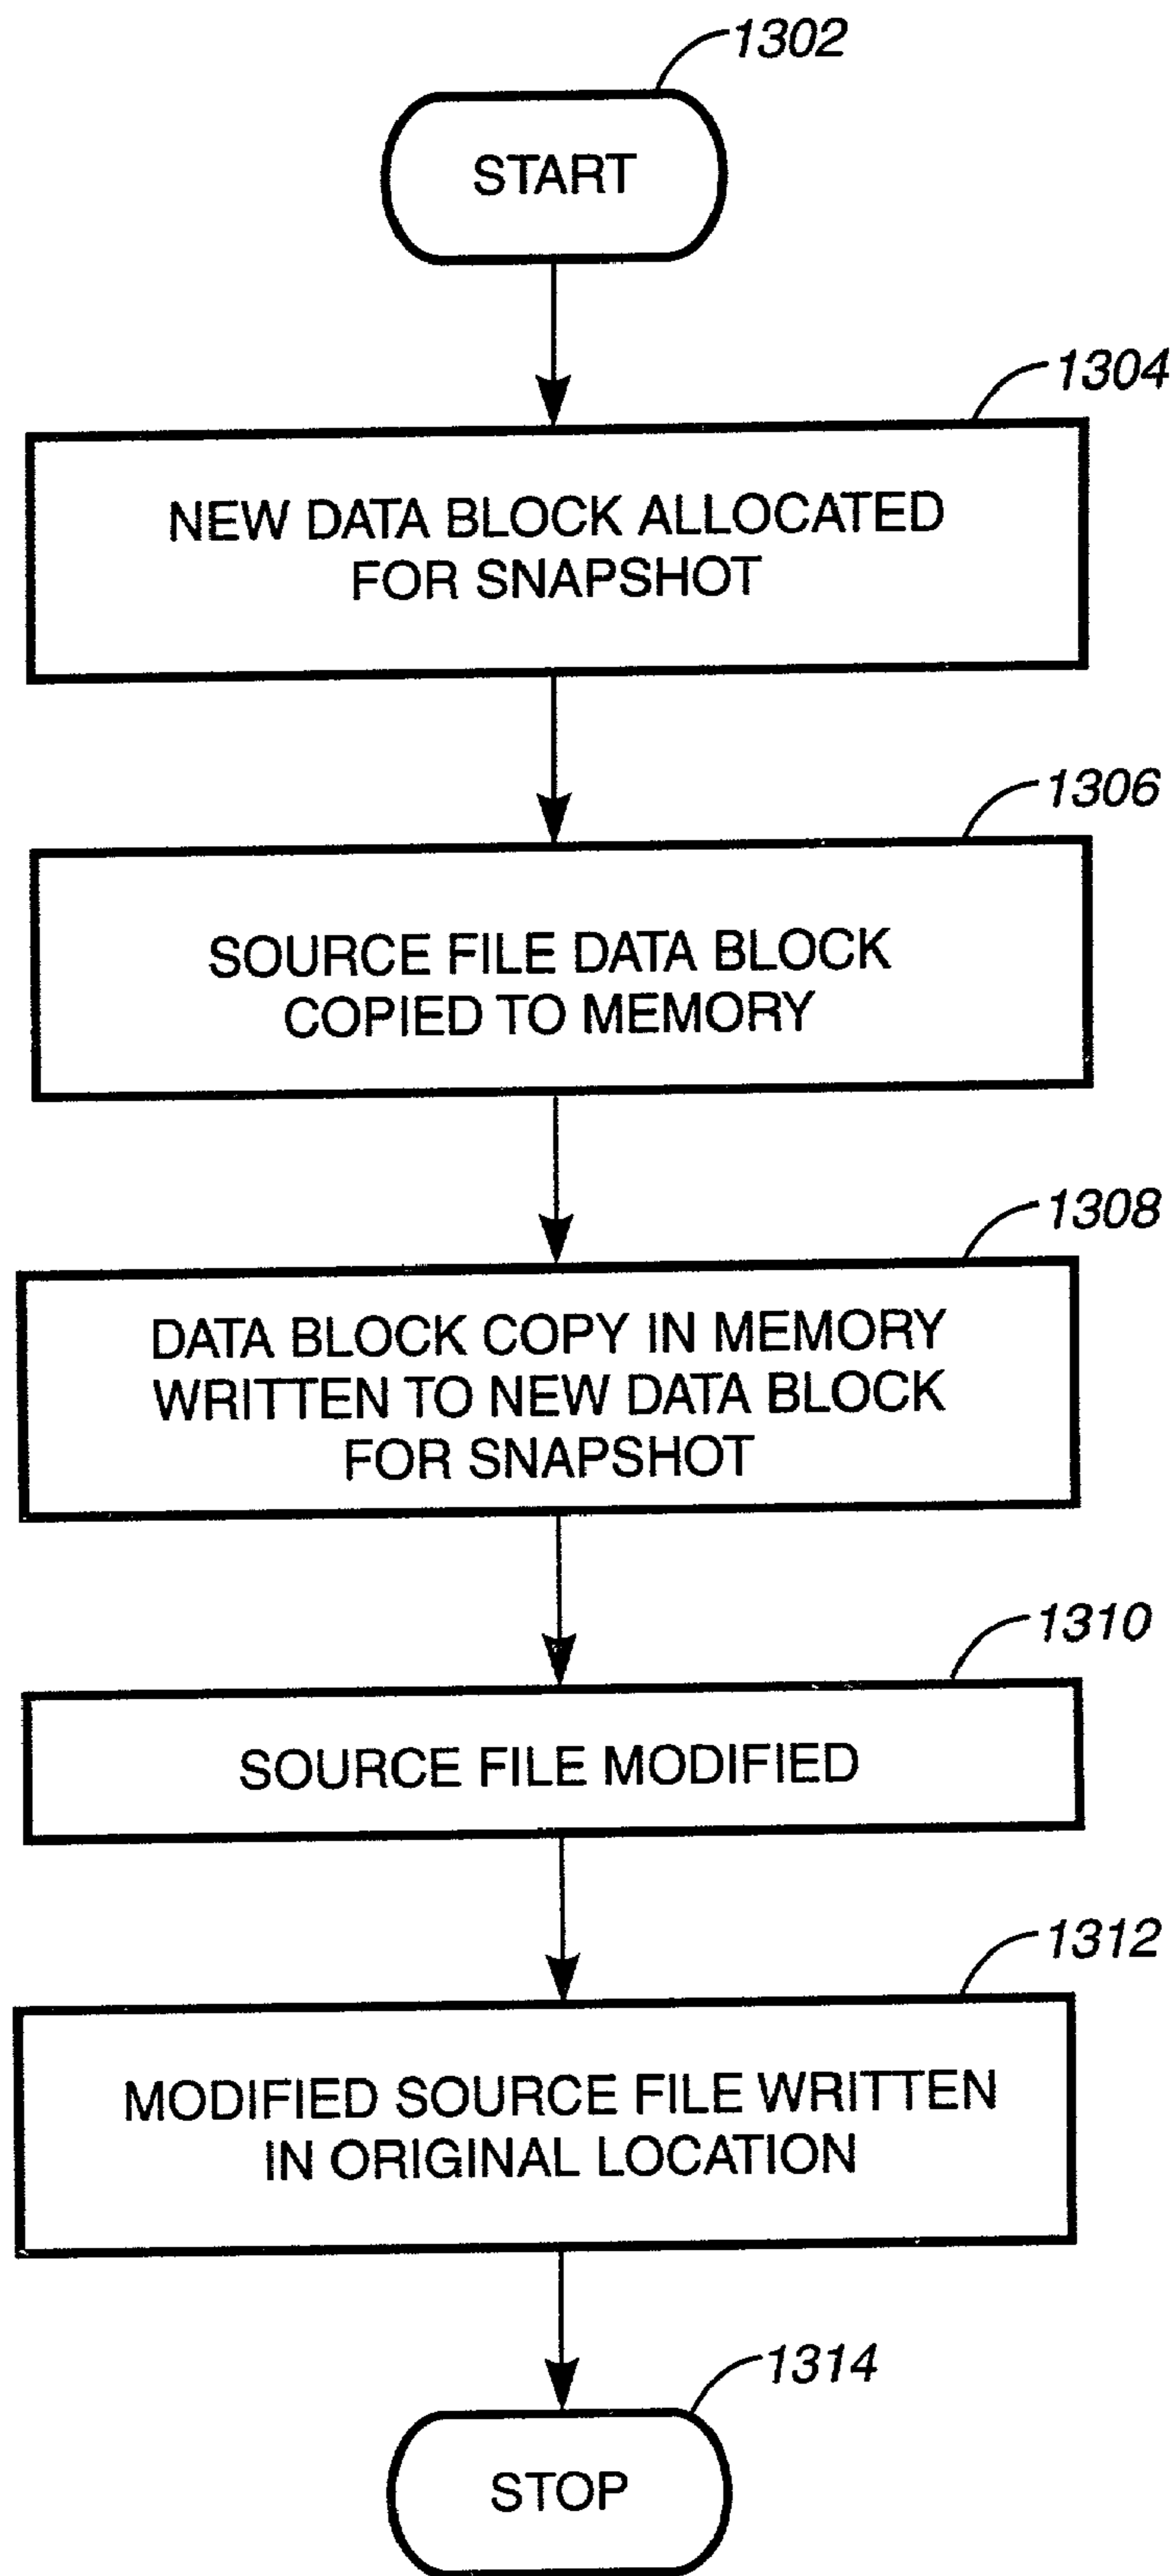 1302
START
1304
NEW DATA BLOCK ALLOCATED
FOR SNAPSHOT
1306
SOURCE FILE DATA BLOCK
COPIED TO MEMORY
1308
DATA BLOCK COPY IN MEMORY
WRITTEN TO NEW DATA BLOCK
FOR SNAPSHOT
1310
SOURCE FILE MODIFIED
1312
MODIFIED SOURCE FILE WRITTEN
IN ORIGINAL LOCATION
1314
STOP